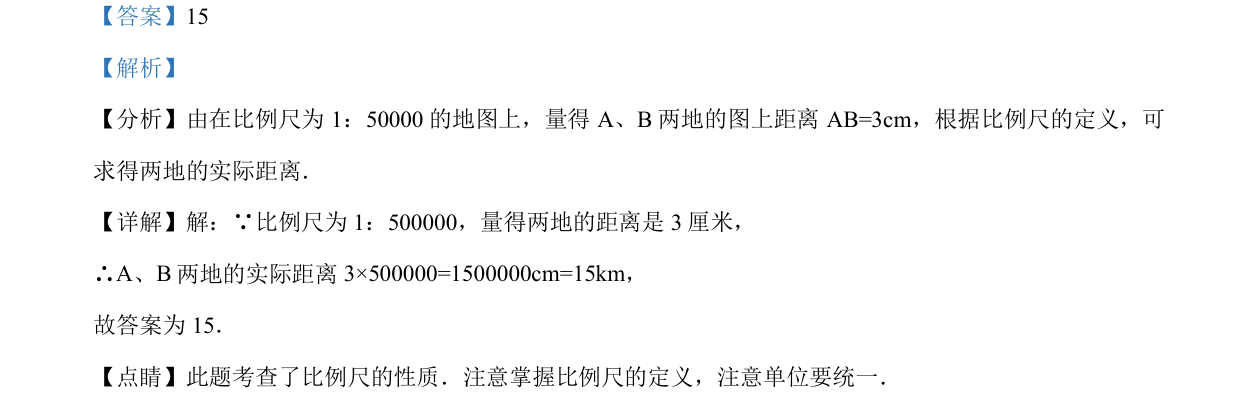 【答案】15
【解析】
【分析】由在比例尺为 1：50000 的地图上，量得 A、B 两地的图上距离 AB=3cm，根据比例尺的定义，可
求得两地的实际距离．
【详解】解：∵比例尺为 1：500000，量得两地的距离是 3 厘米，
∴A、B 两地的实际距离 3×500000=1500000cm=15km，
故答案为 15．
【点睛】此题考查了比例尺的性质．注意掌握比例尺的定义，注意单位要统一．